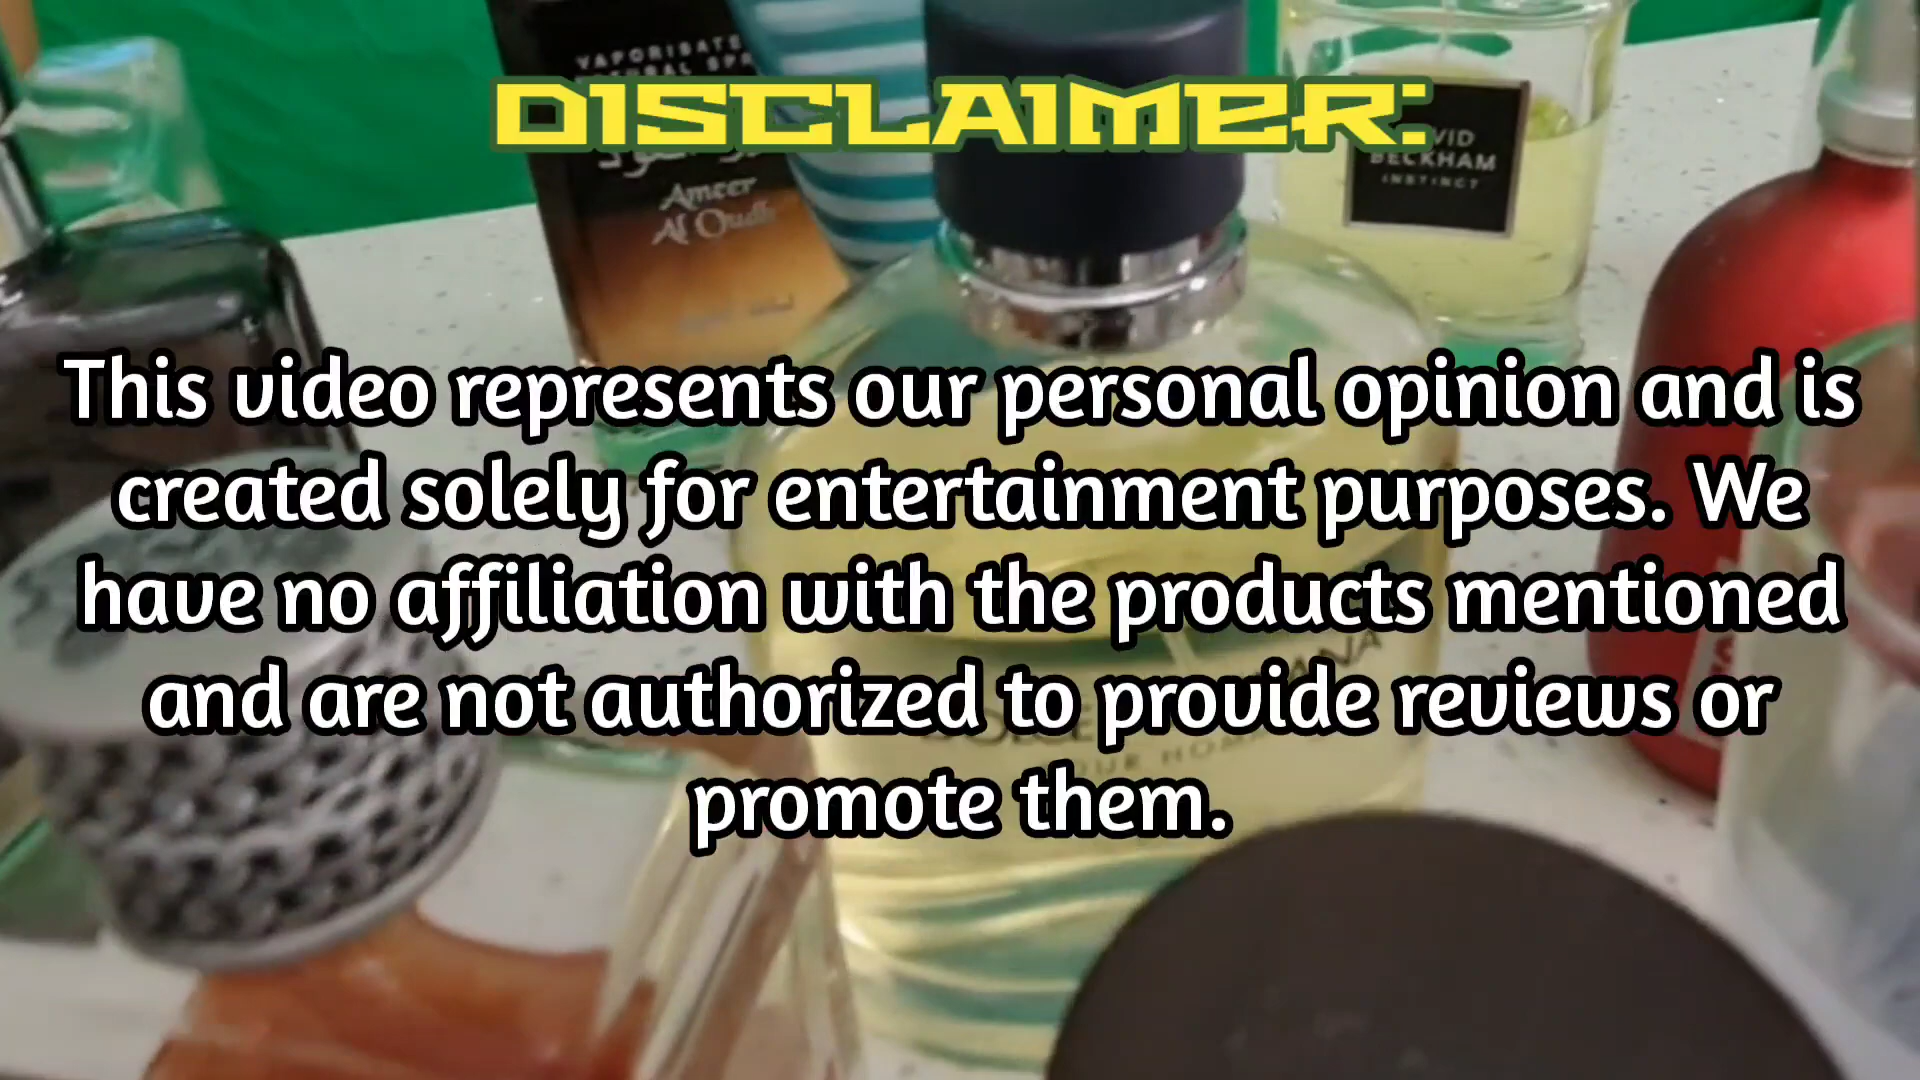 DISCLAIMER:
This video represents our personal opinion and is
created solely for entertainment purposes. We
have no affiliation with the products mentioned
and are not authorized to provide reviews or
promote them.
Ameer
Al Oudh
BECKHAM
INSTINCT